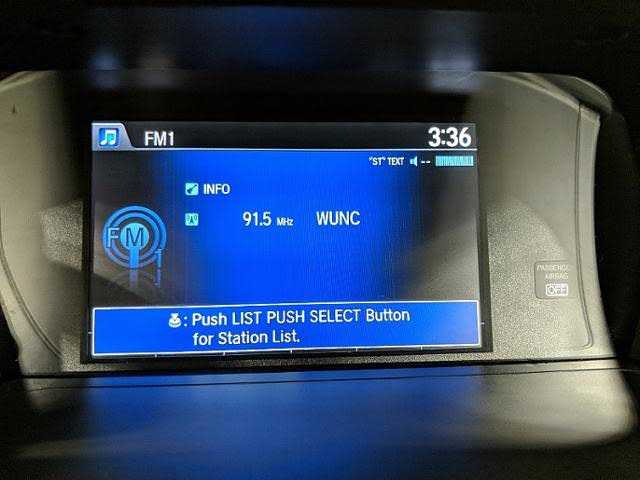 FM1 3:36
"ST" TEXT --
INFO
91.5 MHz WUNC
FM
1
: Push LIST PUSH SELECT Button
for Station List.
PASSENGER
AIRBAG
OFF